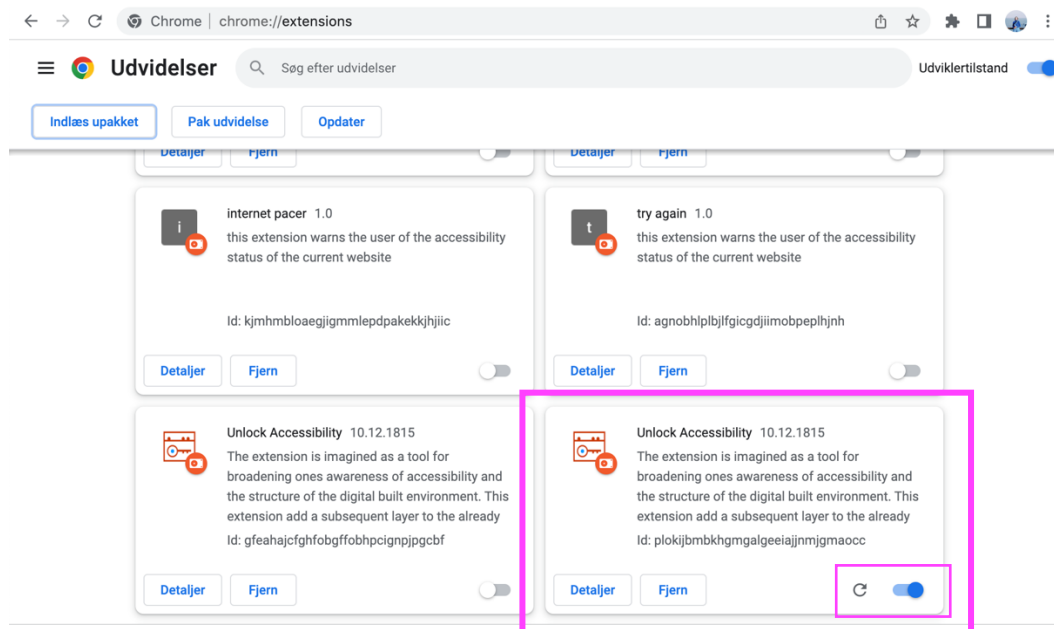 Chrome | chrome://extensions
Udvidelser
Søg efter udvidelser
Udviklertilstand
Indlæs upakket
Pak udvidelse
Opdater
Detaljer
Fjern
Detaljer
Fjern
i
internet pacer 1.0
this extension warns the user of the accessibility
status of the current website
Id: kjmhmbloaegjigmmlepdpakekkjhjiic
Detaljer
Fjern
t
try again 1.0
this extension warns the user of the accessibility
status of the current website
Id: agnobhlplbjlfgicgdjiimobpeplhjnh
Detaljer
Fjern
Unlock Accessibility 10.12.1815
The extension is imagined as a tool for
broadening ones awareness of accessibility and
the structure of the digital built environment. This
extension add a subsequent layer to the already
Id: gfeahajcfghfobgffobhpcignpjpgcbf
Detaljer
Fjern
Unlock Accessibility 10.12.1815
The extension is imagined as a tool for
broadening ones awareness of accessibility and
the structure of the digital built environment. This
extension add a subsequent layer to the already
Id: plokijbmbkhgmgalgeeiajjnmjgmaocc
Detaljer
Fjern